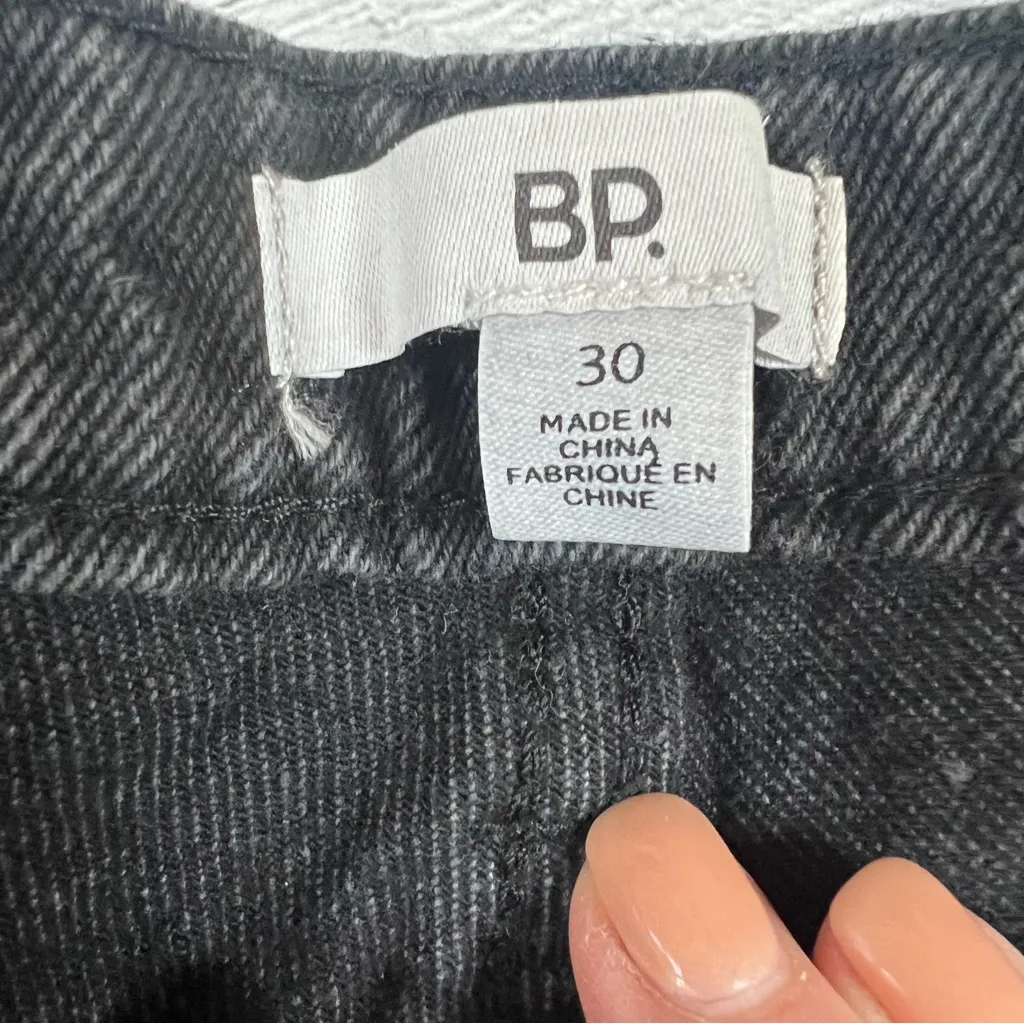 BP.
30
MADE IN
CHINA
FABRIQUÉ EN
CHINE